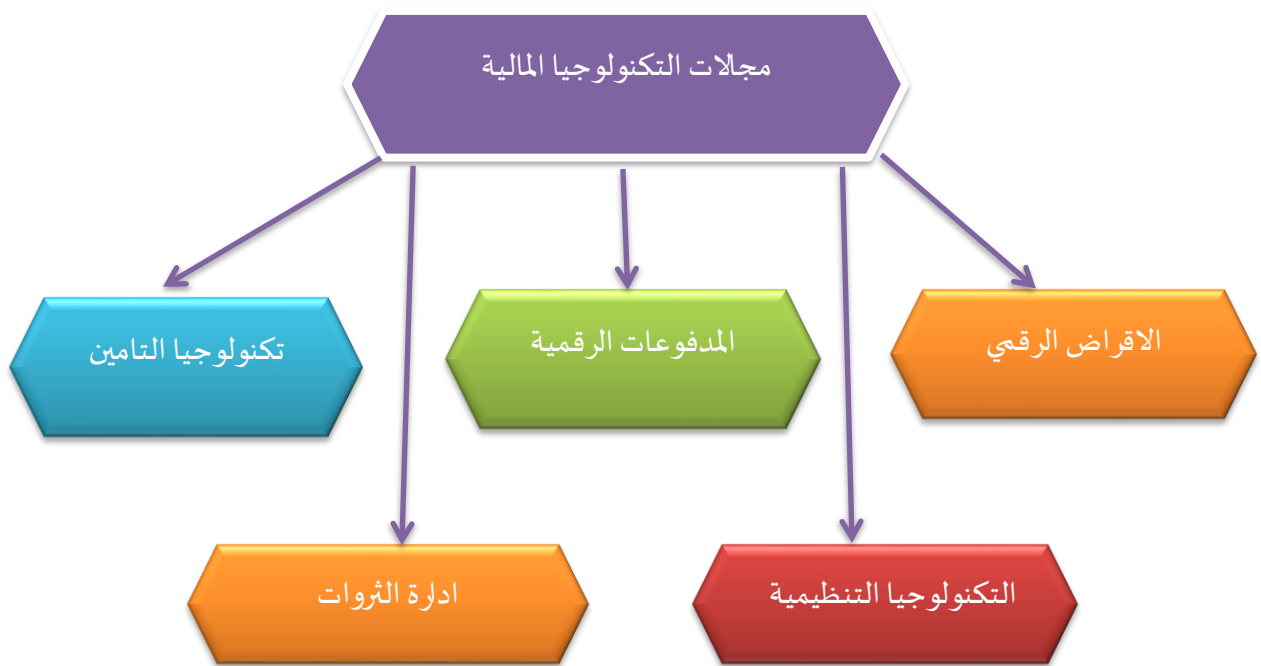 مجالات التكنولوجيا المالية
الاقراض الرقمي
المدفوعات الرقمية
تكنولوجيا التامين
التكنولوجيا التنظيمية
ادارة الثروات